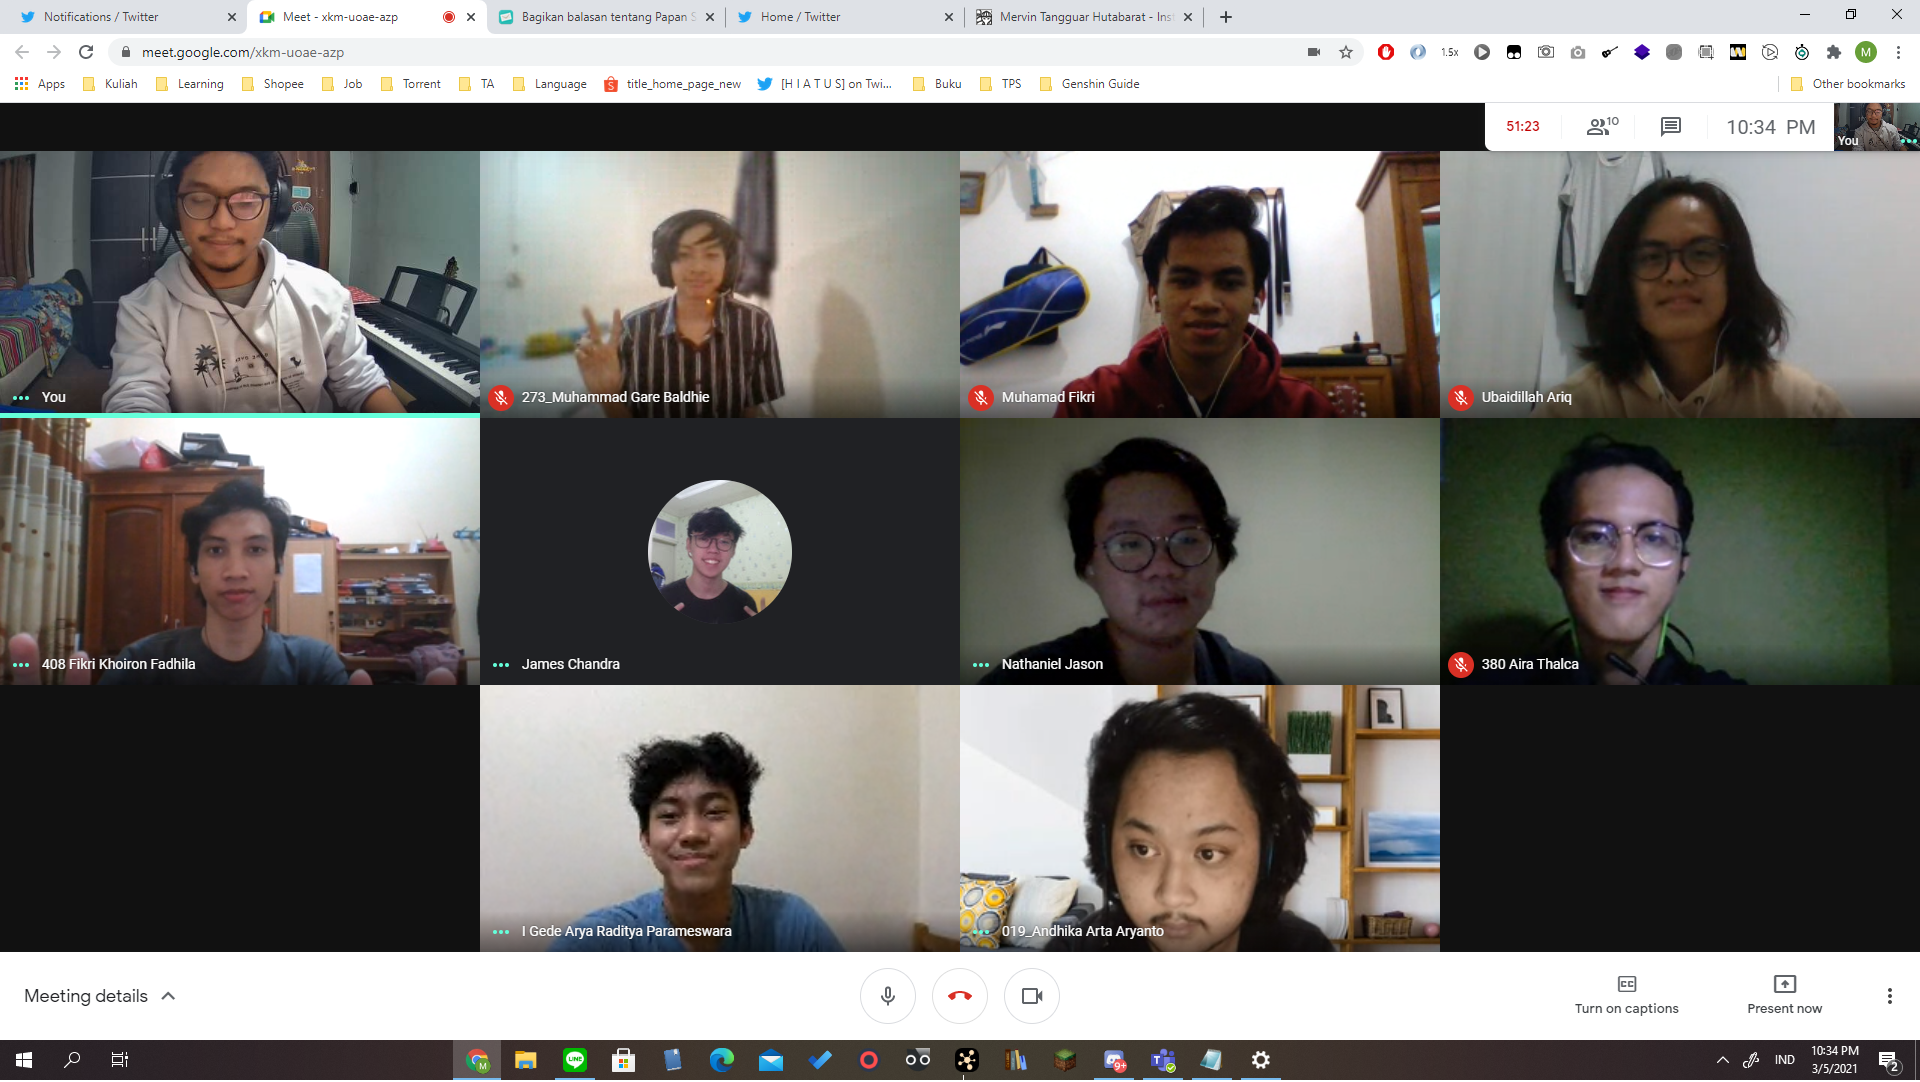 Notifications / Twitter
Meet - xkm-uoae-azp
Bagikan balasan tentang Papan S
Home / Twitter
Mervin Tangguar Hutabarat - Inst
meet.google.com/xkm-uoae-azp
1.5x
M
Apps
Kuliah
Learning
Shopee
Job
Torrent
TA
Language
title_home_page_new
[H I A T U S] on Twi...
Buku
TPS
Genshin Guide
Other bookmarks
51:23
10
10:34 PM
You
You
273_Muhammad Gare Baldhie
Muhamad Fikri
Ubaidillah Ariq
408 Fikri Khoiron Fadhila
James Chandra
Nathaniel Jason
380 Aira Thalca
I Gede Arya Raditya Parameswara
019_Andhika Arta Aryanto
Meeting details
Turn on captions
Present now
IND
10:34 PM
3/5/2021
9+
2